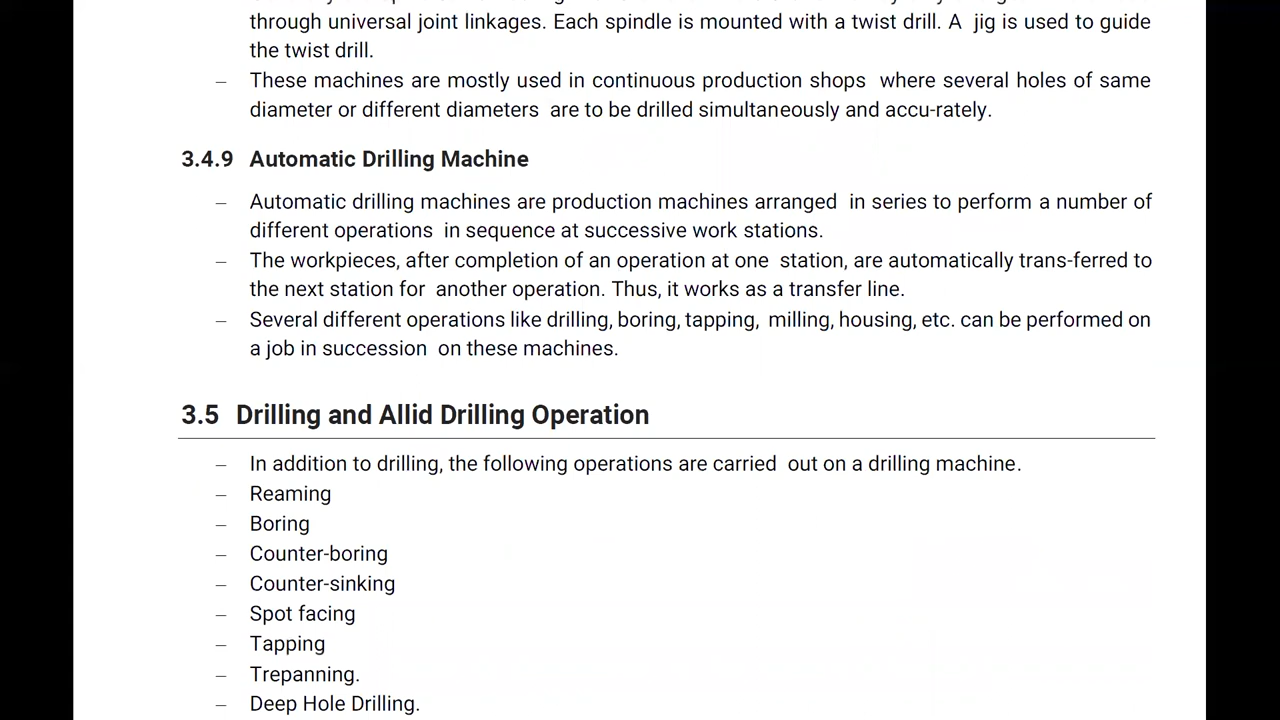 through universal joint linkages. Each spindle is mounted with a twist drill. A jig is used to guide
the twist drill.
– These machines are mostly used in continuous production shops where several holes of same
diameter or different diameters are to be drilled simultaneously and accu-rately.
3.4.9 Automatic Drilling Machine
– Automatic drilling machines are production machines arranged in series to perform a number of
different operations in sequence at successive work stations.
– The workpieces, after completion of an operation at one station, are automatically trans-ferred to
the next station for another operation. Thus, it works as a transfer line.
– Several different operations like drilling, boring, tapping, milling, housing, etc. can be performed on
a job in succession on these machines.
3.5 Drilling and Allid Drilling Operation
– In addition to drilling, the following operations are carried out on a drilling machine.
– Reaming
– Boring
– Counter-boring
– Counter-sinking
– Spot facing
– Tapping
– Trepanning.
– Deep Hole Drilling.